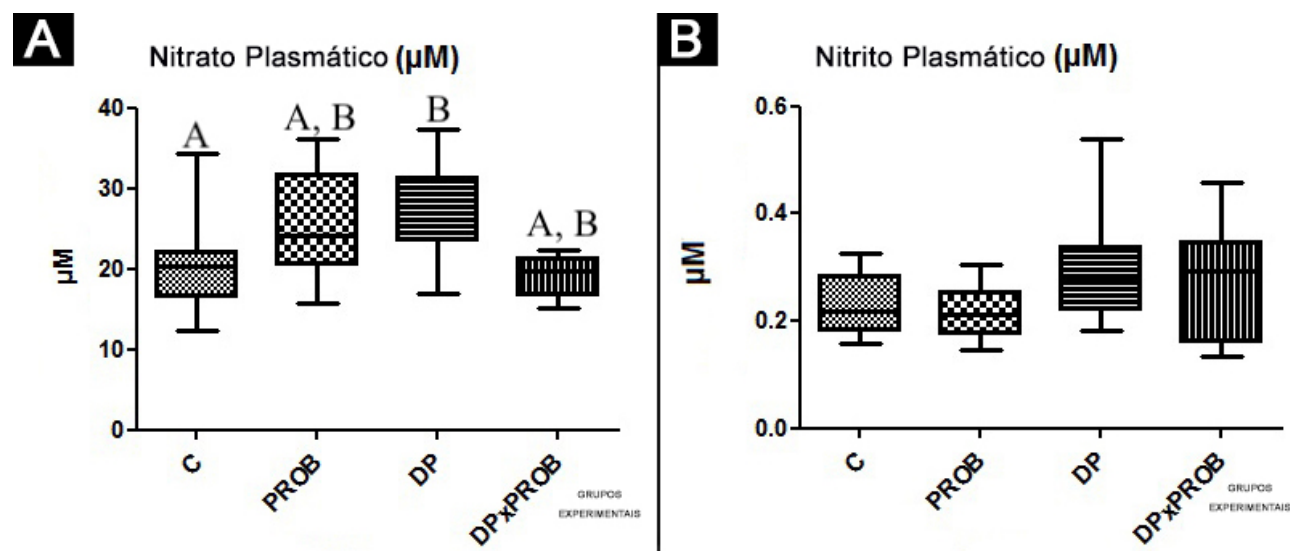 A
Nitrato Plasmático (µM)
40
30
20
10
0
µM
A
A, B
B
A, B
C
PROB
DP
DPxPROB
GRUPOS
EXPERIMENTAIS
B
Nitrito Plasmático (µM)
0.6
0.4
0.2
0.0
µM
C
PROB
DP
DPxPROB
GRUPOS
EXPERIMENTAIS